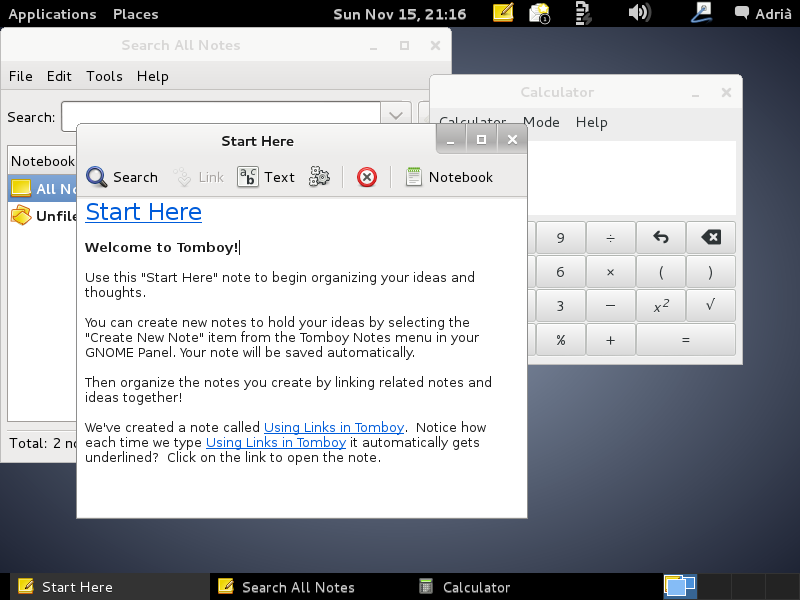 Applications Places Sun Nov 15, 21:16 1 Adrià
Search All Notes
File Edit Tools Help
Search:
Calculator
Calculator Mode Help
Start Here
Search Link Text Notebook
Notebook
All No
Unfile
Start Here
Welcome to Tomboy!
Use this "Start Here" note to begin organizing your ideas and
thoughts.
You can create new notes to hold your ideas by selecting the
"Create New Note" item from the Tomboy Notes menu in your
GNOME Panel. Your note will be saved automatically.
Then organize the notes you create by linking related notes and
ideas together!
We've created a note called Using Links in Tomboy.  Notice how
each time we type Using Links in Tomboy it automatically gets
underlined?  Click on the link to open the note.
Total: 2 no
9 ÷
6 × ( )
3 − x² √
% + =
Start Here Search All Notes Calculator